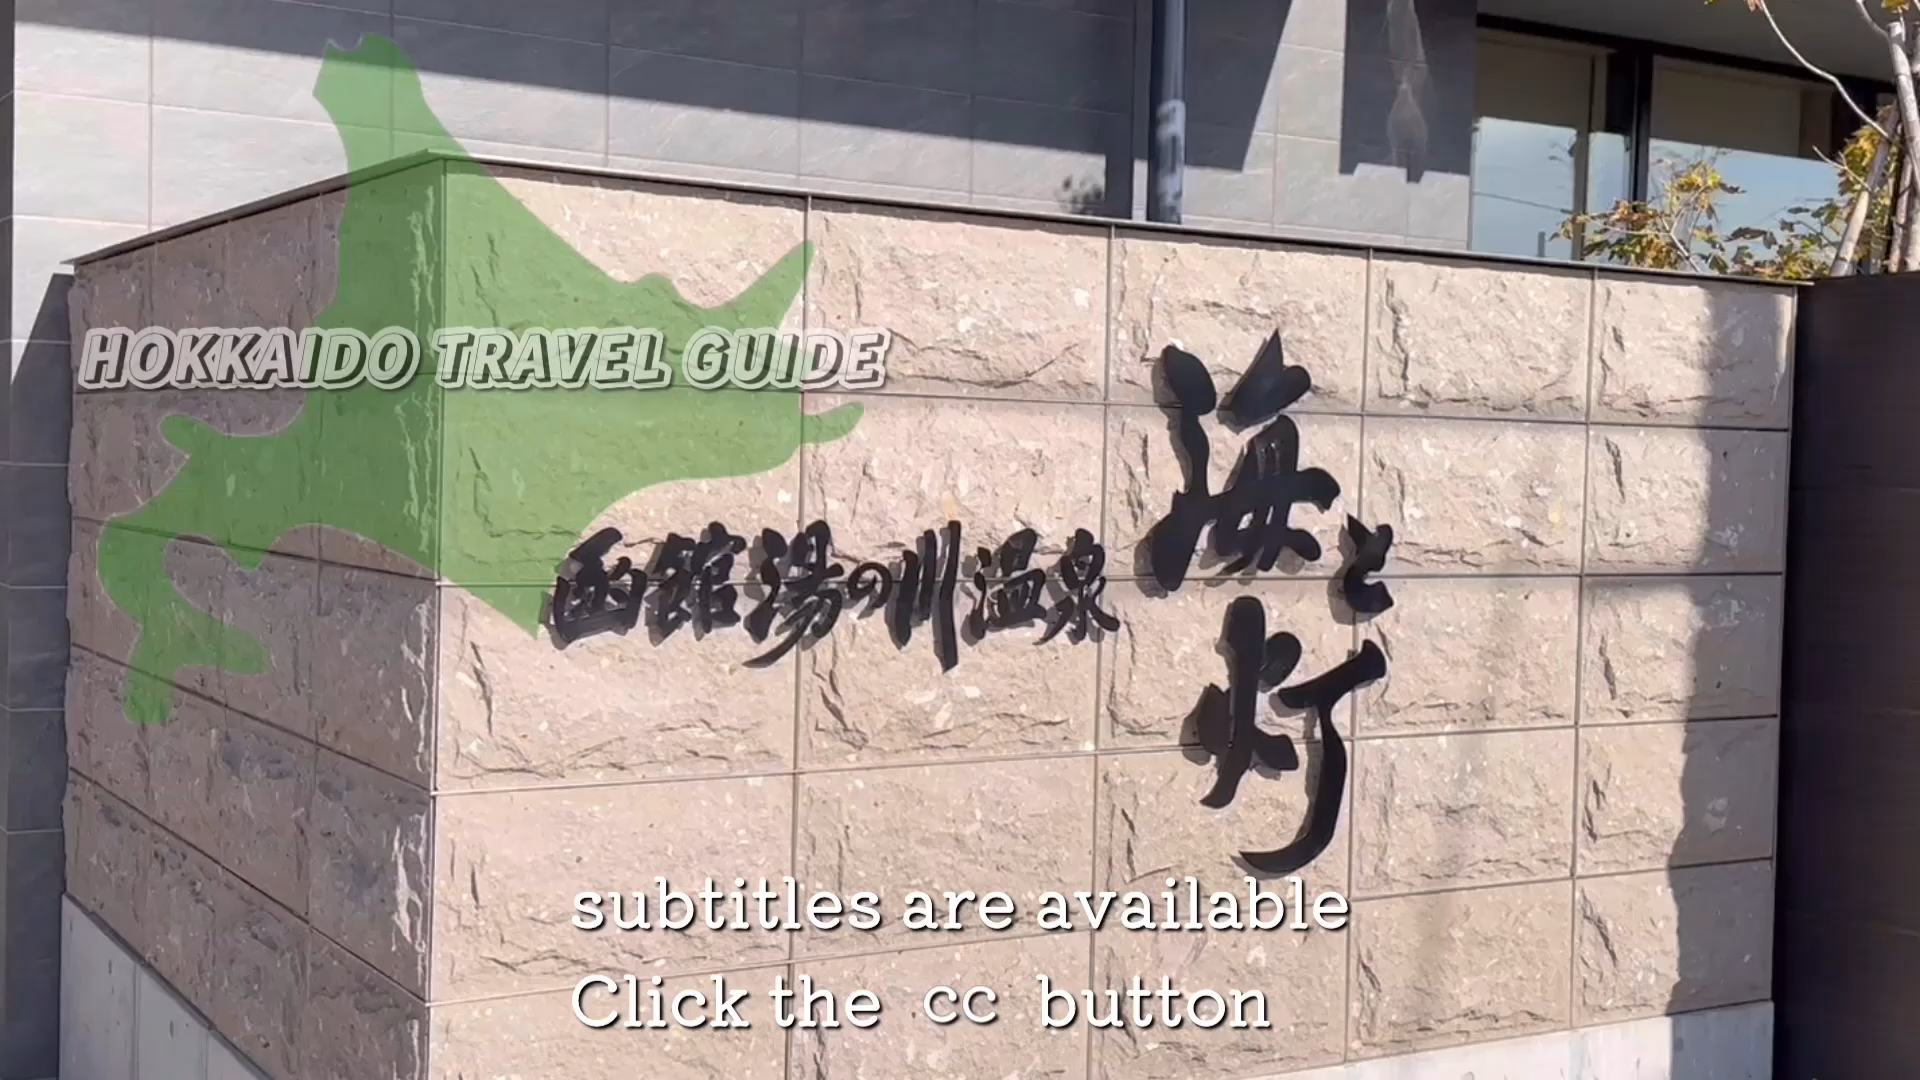 HOKKAIDO TRAVEL GUIDE
函館湯の川温泉
海と
灯
subtitles are available
Click the CC button